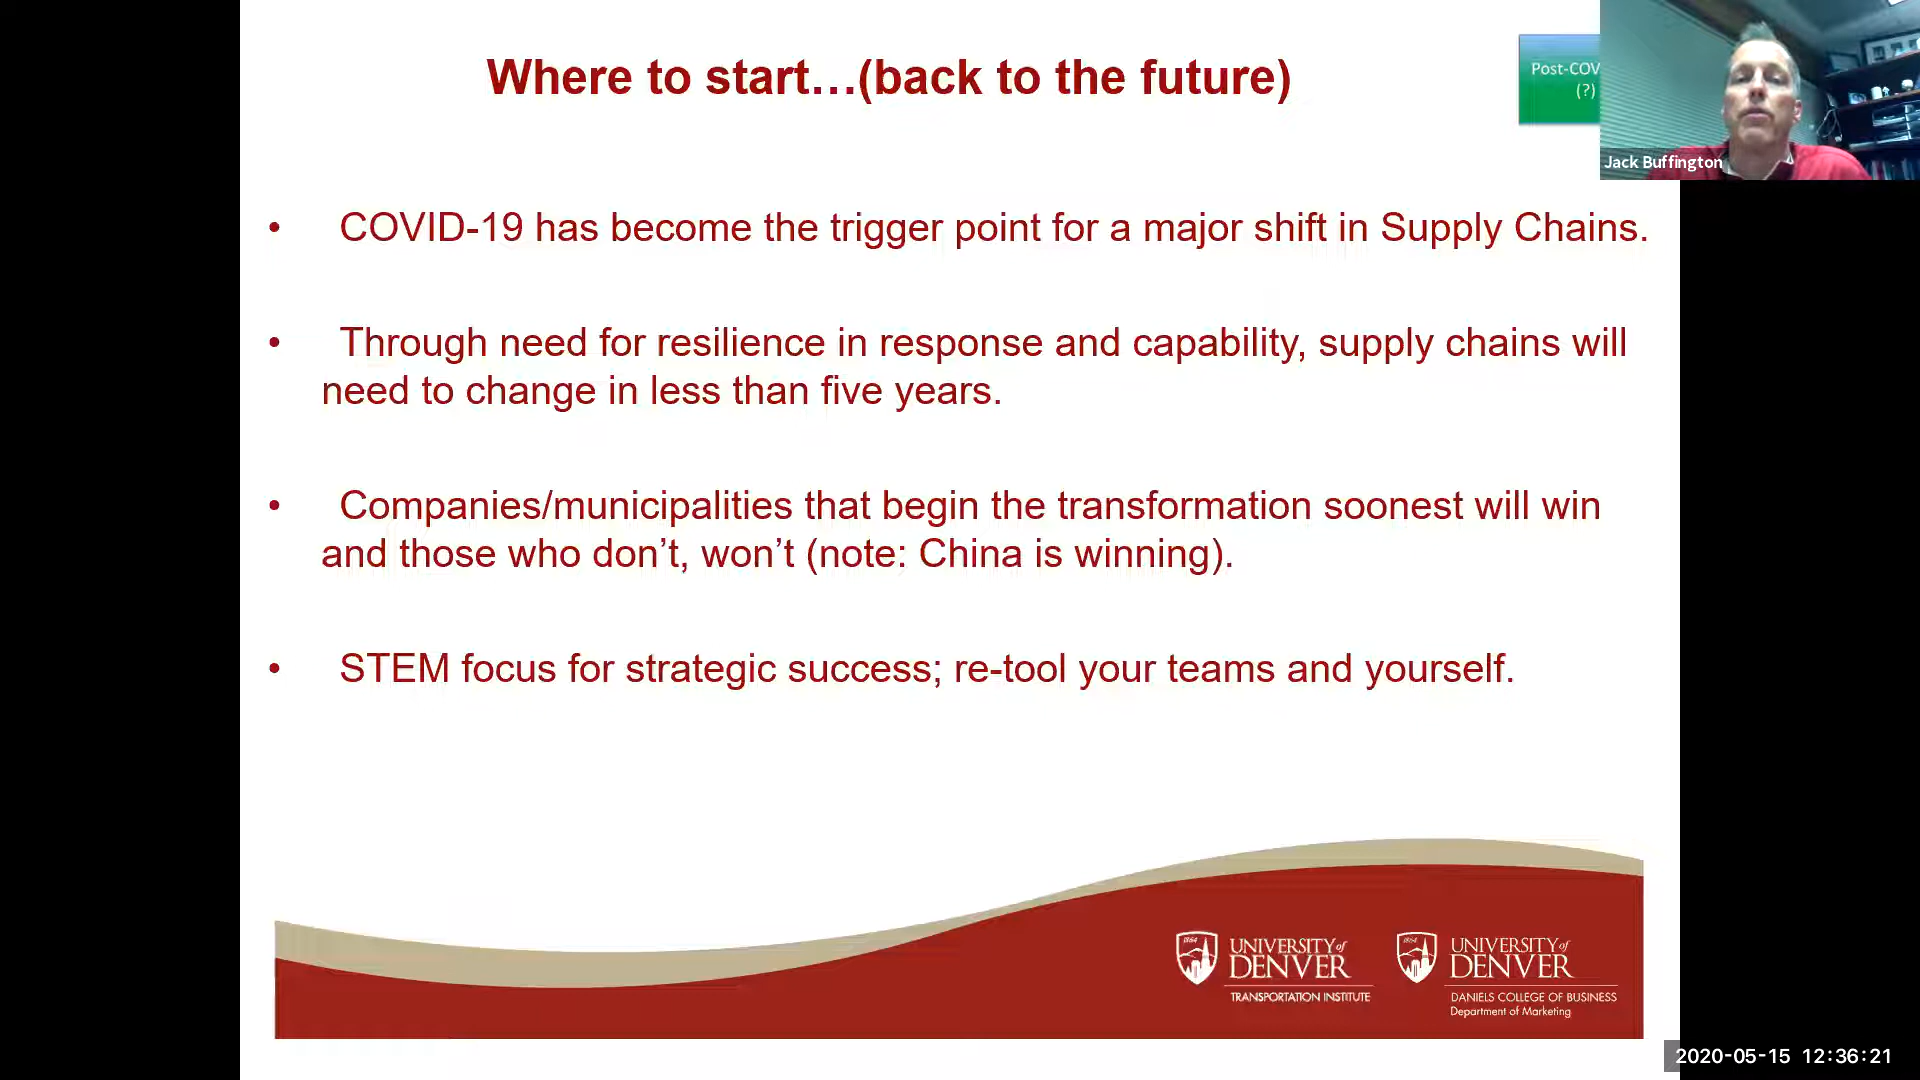 Where to start…(back to the future)
Post-COV
(?)
Jack Buffington
• COVID-19 has become the trigger point for a major shift in Supply Chains.
• Through need for resilience in response and capability, supply chains will
need to change in less than five years.
• Companies/municipalities that begin the transformation soonest will win
and those who don’t, won’t (note: China is winning).
• STEM focus for strategic success; re-tool your teams and yourself.
1864
UNIVERSITY of
DENVER
TRANSPORTATION INSTITUTE
1864
UNIVERSITY of
DENVER
DANIELS COLLEGE OF BUSINESS
Department of Marketing
2020-05-15 12:36:21